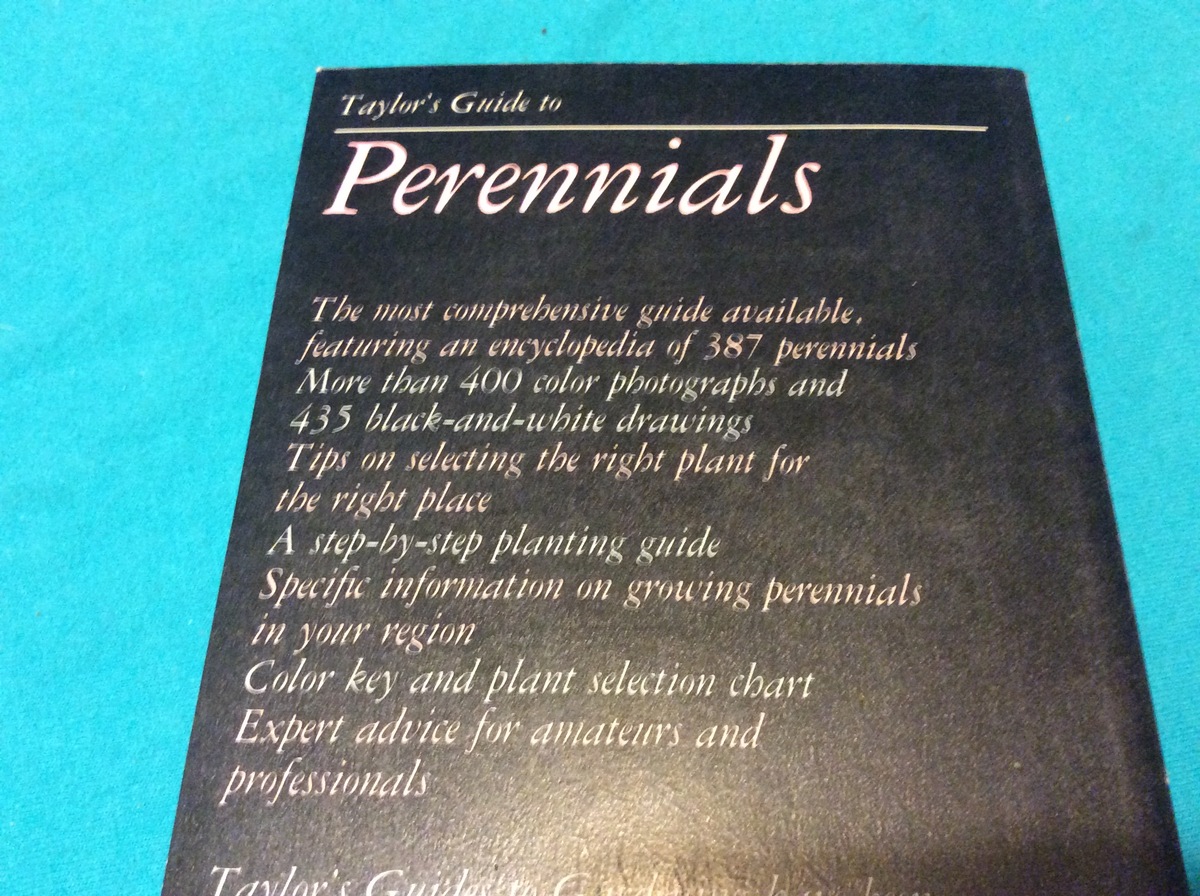 Taylor's Guide to
Perennials
The most comprehensive guide available,
featuring an encyclopedia of 387 perennials
More than 400 color photographs and
435 black-and-white drawings
Tips on selecting the right plant for
the right place
A step-by-step planting guide
Specific information on growing perennials
in your region
Color key and plant selection chart
Expert advice for amateurs and
professionals
Taylor's Guides to